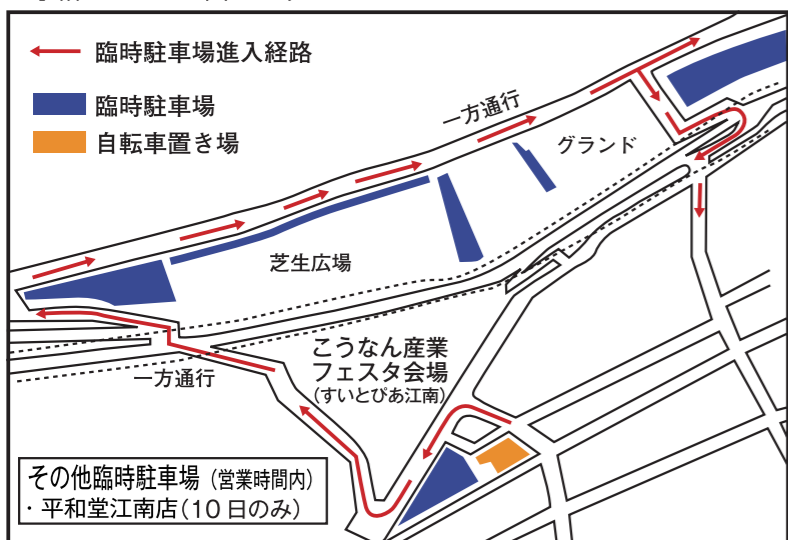 臨時駐車場進入経路
臨時駐車場
自転車置き場
一方通行
グランド
芝生広場
こうなん産業
フェスタ会場
(すいとぴあ江南)
一方通行
その他臨時駐車場(営業時間内)
・平和堂江南店(10日のみ)